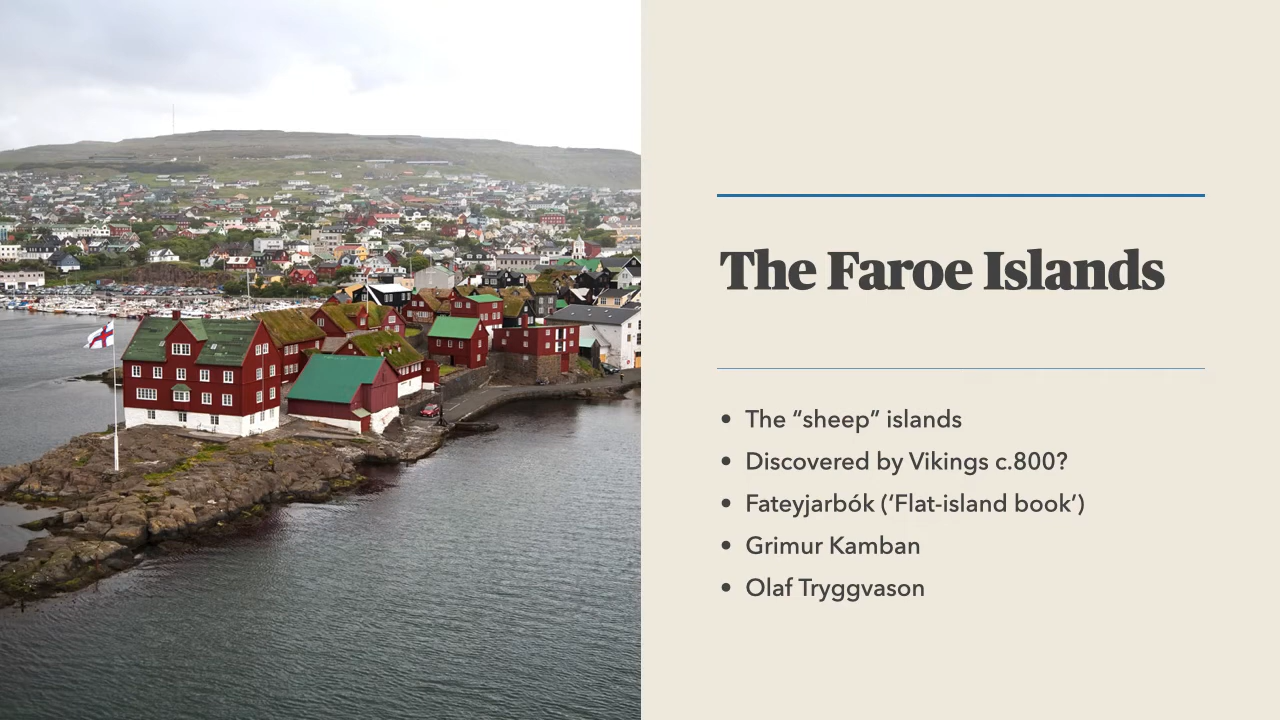 The Faroe Islands
• The “sheep” islands
• Discovered by Vikings c.800?
• Fateyjarbók (‘Flat-island book’)
• Grimur Kamban
• Olaf Tryggvason